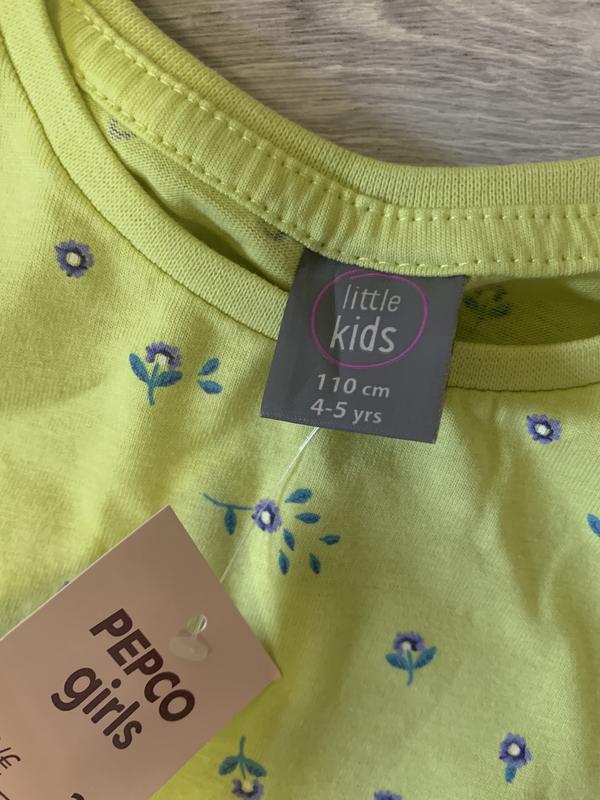 little
kids
110 cm
4-5 yrs
PEPCO
girls